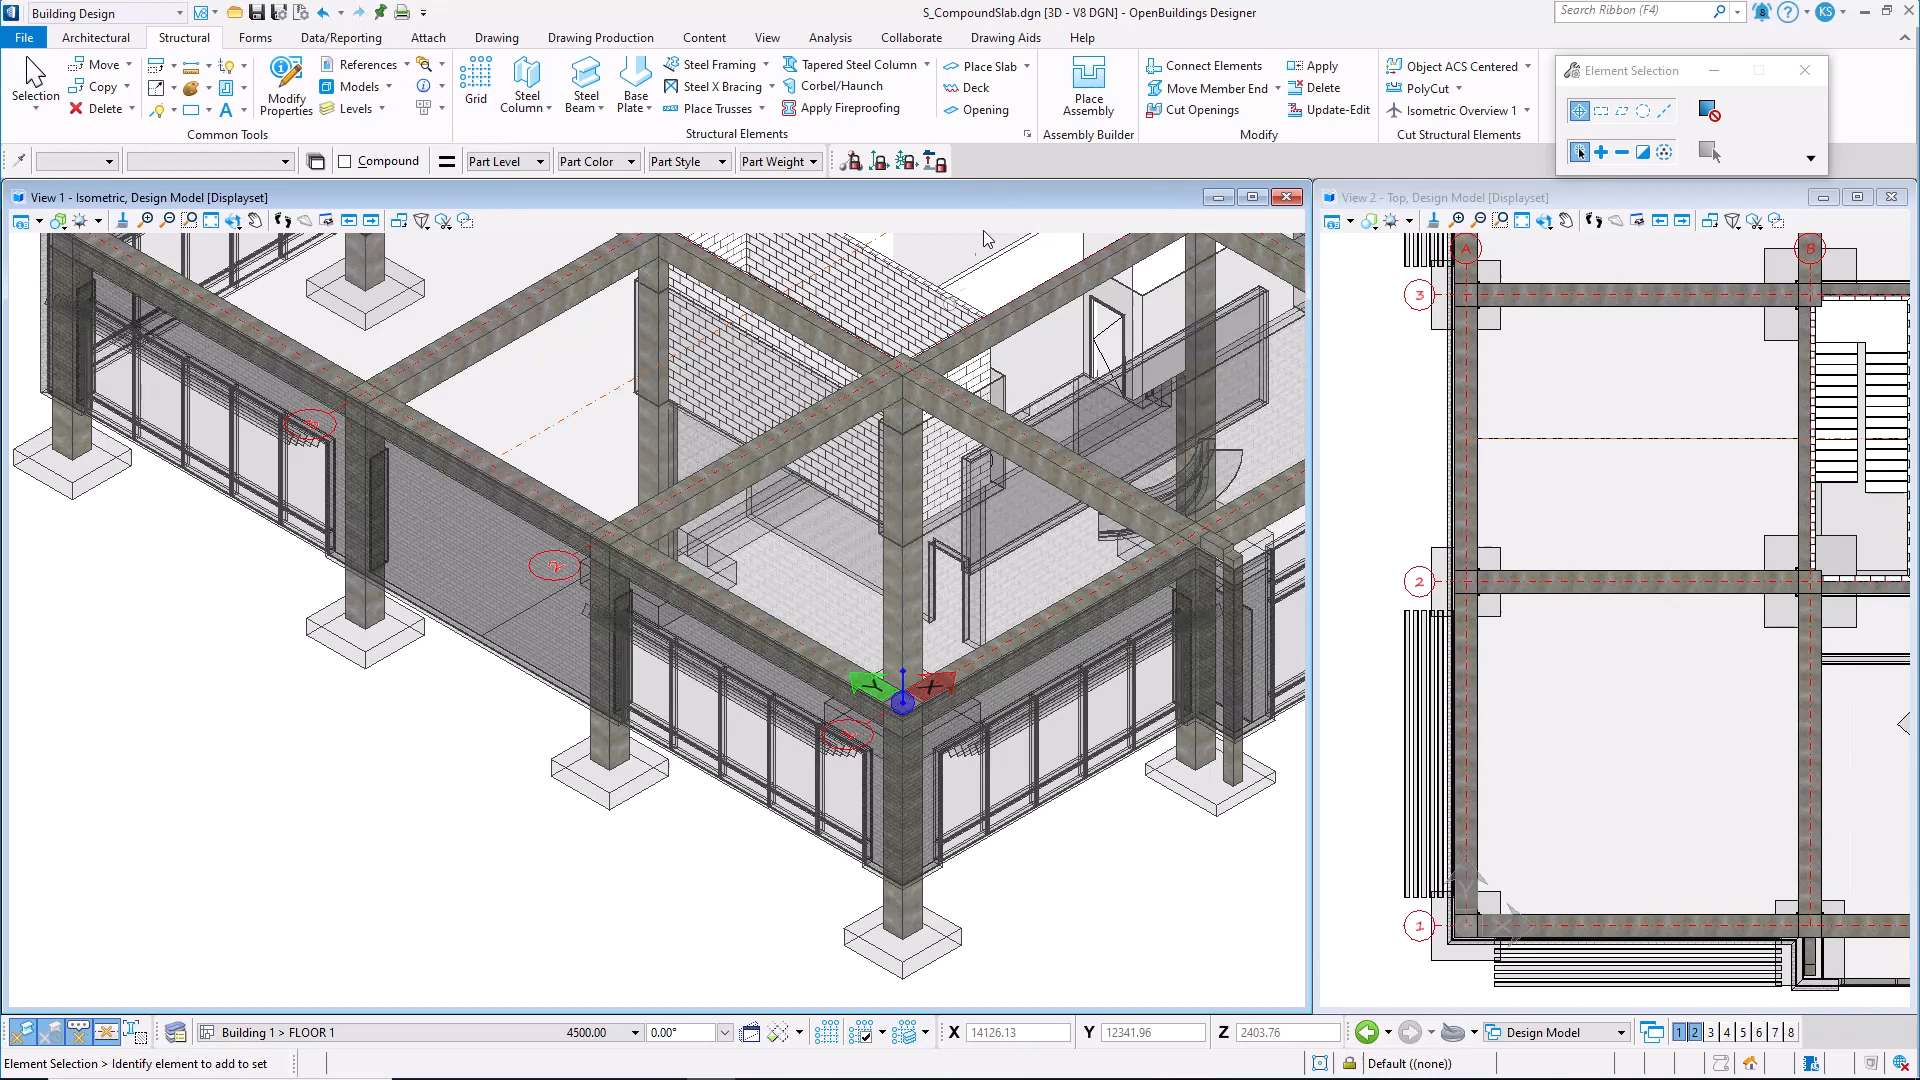 Building Design
V8
S_CompoundSlab.dgn [3D - V8 DGN] - OpenBuildings Designer
Search Ribbon (F4)
8
KS
File
Architectural
Structural
Forms
Data/Reporting
Attach
Drawing
Drawing Production
Content
View
Analysis
Collaborate
Drawing Aids
Help
Selection
Move
Copy
Delete
Modify
Properties
References
Models
Levels
Common Tools
Grid
Steel
Column
Steel
Beam
Base
Plate
Steel Framing
Steel X Bracing
Place Trusses
Tapered Steel Column
Corbel/Haunch
Apply Fireproofing
Place Slab
Deck
Opening
Structural Elements
Place
Assembly
Assembly Builder
Connect Elements
Move Member End
Cut Openings
Apply
Delete
Update-Edit
Modify
Object ACS Centered
PolyCut
Isometric Overview 1
Cut Structural Elements
Element Selection
Compound
Part Level
Part Color
Part Style
Part Weight
View 1 - Isometric, Design Model [Displayset]
View 2 - Top, Design Model [Displayset]
A
B
3
2
1
2
Y
X
Y
X
Building 1 > FLOOR 1
4500.00
0.00°
X
14126.13
Y
12341.96
Z
2403.76
Design Model
1 2 3 4 5 6 7 8
Element Selection > Identify element to add to set
Default ((none))